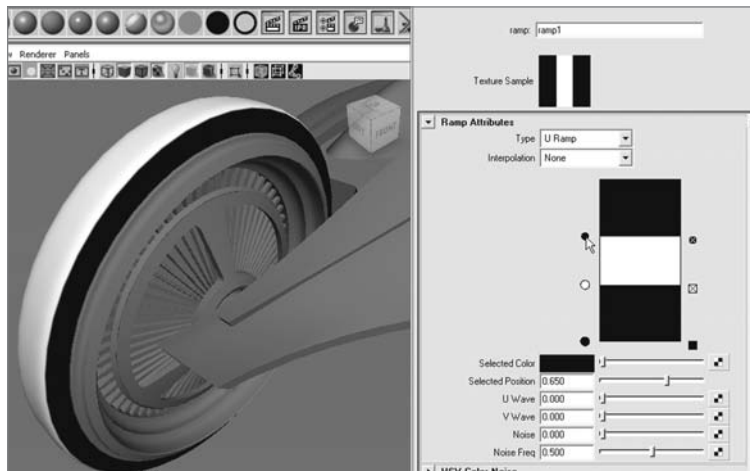 ramp: ramp1
Renderer Panels
Texture Sample
FRONT
Ramp Attributes
Type U Ramp
Interpolation None
Selected Color
Selected Position 0.650
U Wave 0.000
V Wave 0.000
Noise 0.000
Noise Freq 0.500
HSV Color Noise